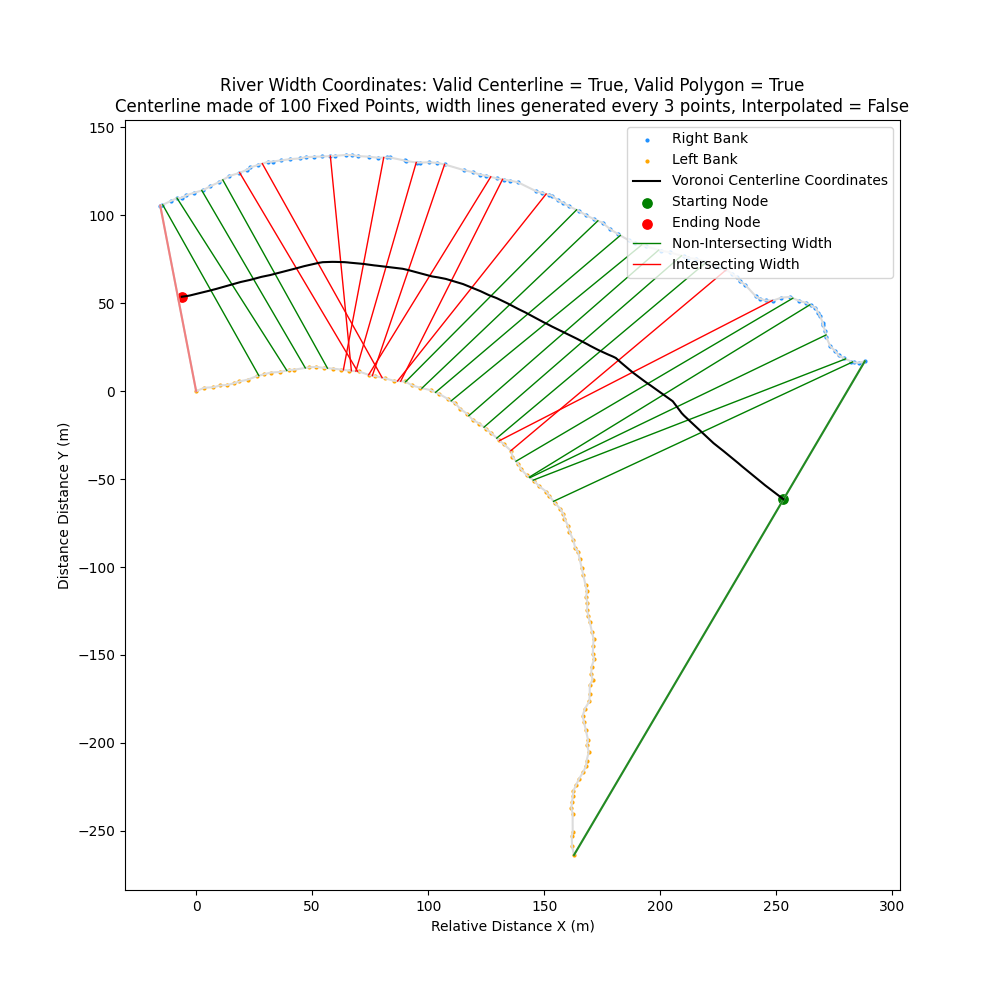 River Width Coordinates: Valid Centerline = True, Valid Polygon = True
Centerline made of 100 Fixed Points, width lines generated every 3 points, Interpolated = False
Right Bank
Left Bank
Voronoi Centerline Coordinates
Starting Node
Ending Node
Non-Intersecting Width
Intersecting Width
Distance Distance Y (m)
150
100
50
0
−50
−100
−150
−200
−250
0
50
100
150
200
250
300
Relative Distance X (m)